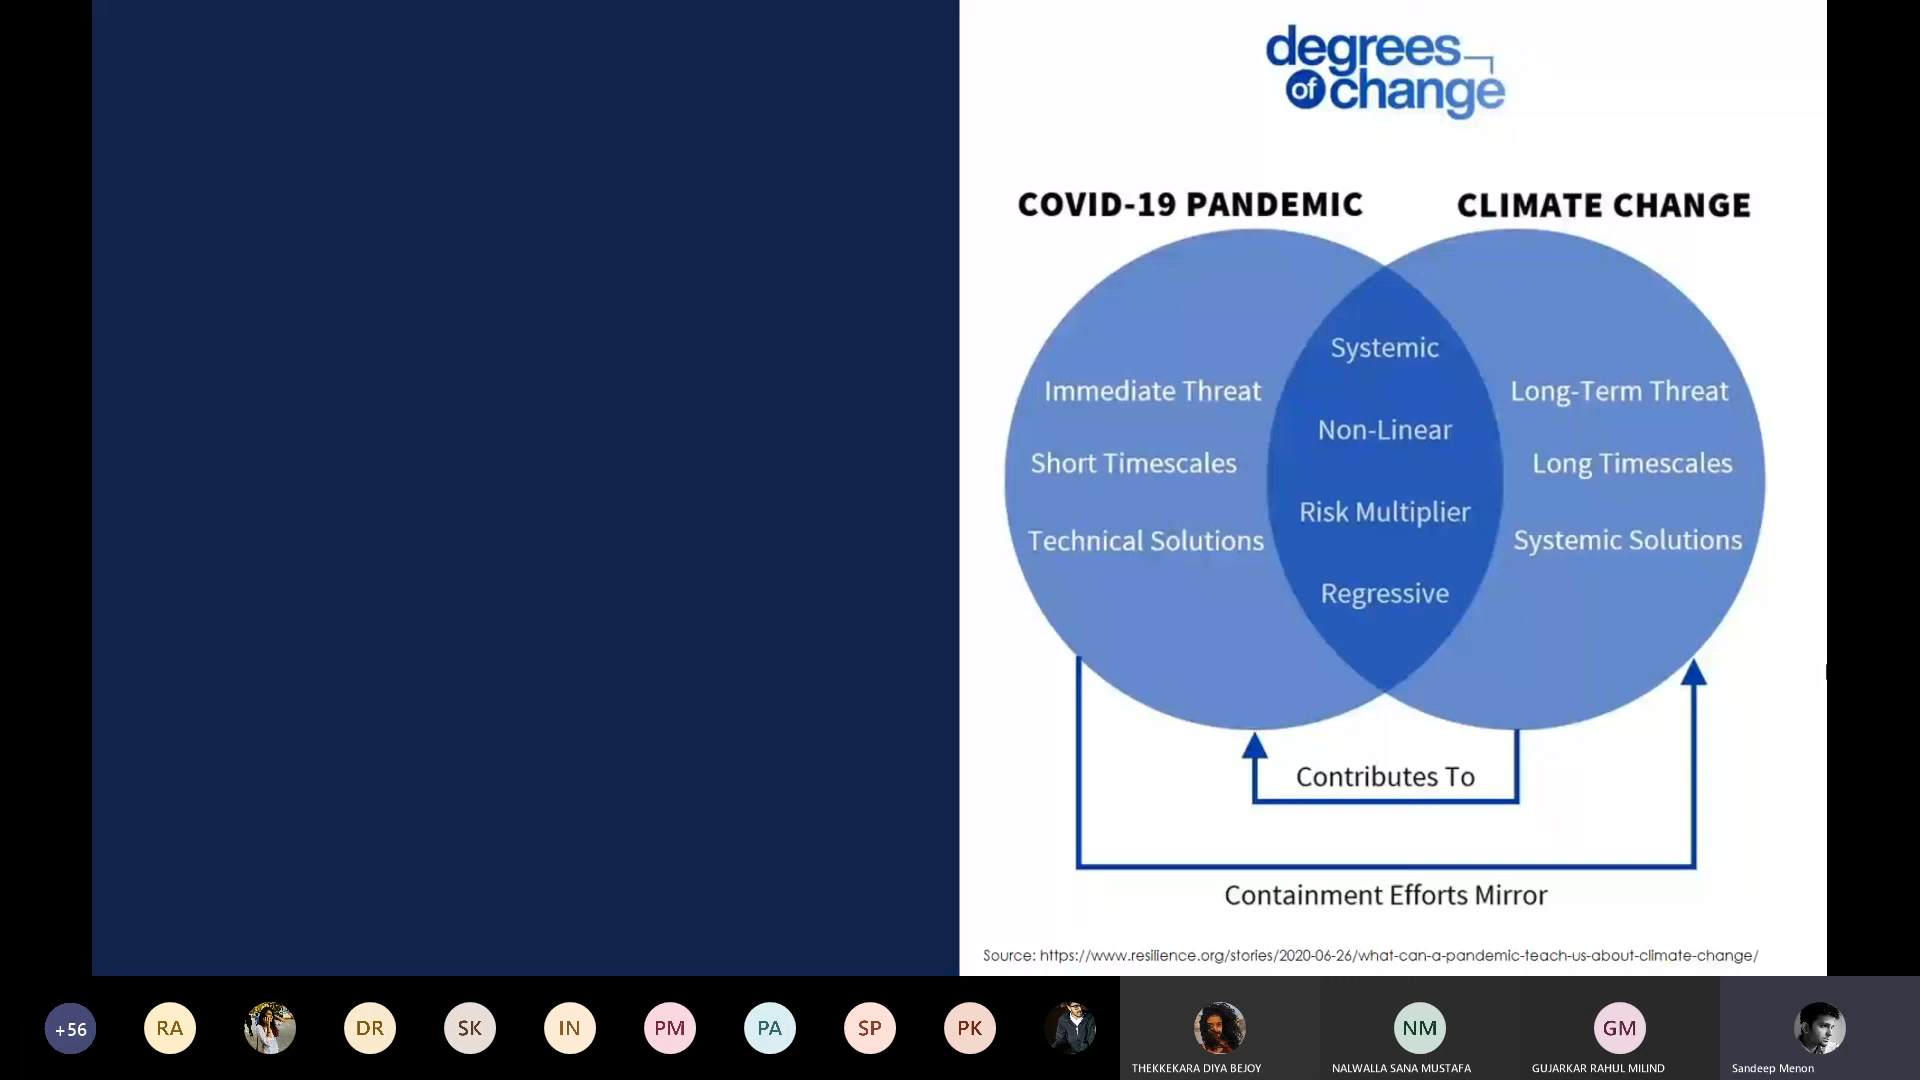 degrees
of change
COVID-19 PANDEMIC
CLIMATE CHANGE
Immediate Threat
Short Timescales
Technical Solutions
Systemic
Non-Linear
Risk Multiplier
Regressive
Long-Term Threat
Long Timescales
Systemic Solutions
Contributes To
Containment Efforts Mirror
Source: https://www.resilience.org/stories/2020-06-26/what-can-a-pandemic-teach-us-about-climate-change/
+56
RA
DR
SK
IN
PM
PA
SP
PK
THEKKEKARA DIYA BEJOY
NM
NALWALLA SANA MUSTAFA
GM
GUJARKAR RAHUL MILIND
Sandeep Menon